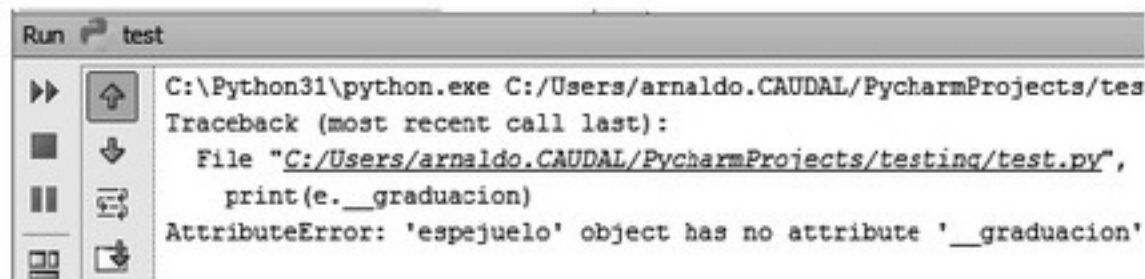 Run test
C:\Python31\python.exe C:/Users/arnaldo.CAUDAL/PycharmProjects/tes
Traceback (most recent call last):
File "C:/Users/arnaldo.CAUDAL/PycharmProjects/testing/test.py",
print(e.__graduacion)
AttributeError: 'espejuelo' object has no attribute '__graduacion'